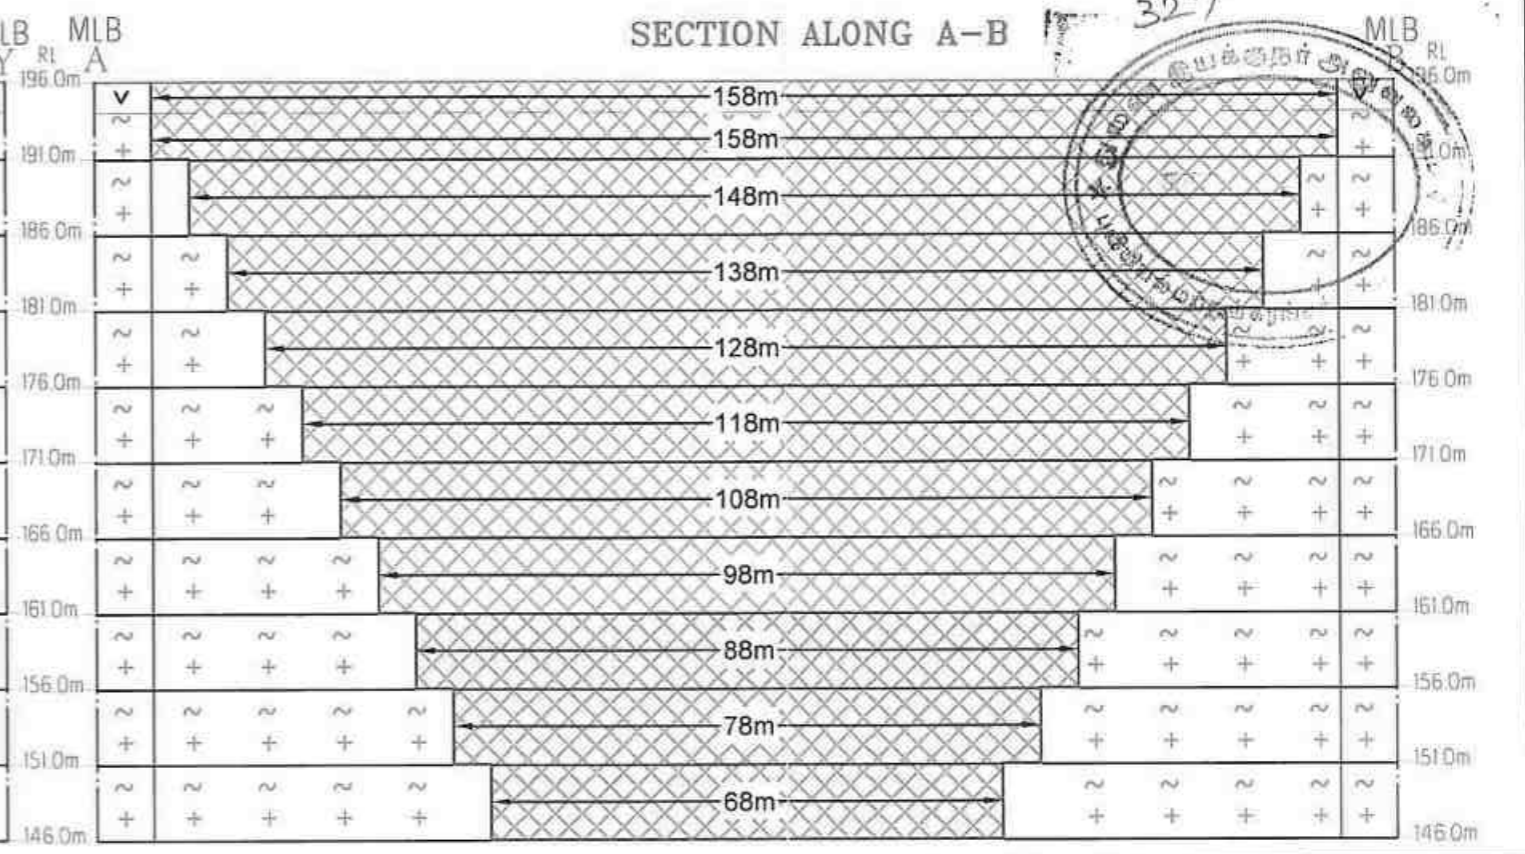 MLB SECTION ALONG A-B 327 MLB
LB
Y RL A RL
196.0m v 158m 96.0m
158m
191.0m
148m
186.0m 186.0m
138m
181.0m 181.0m
128m
176.0m 176.0m
118m
171.0m 171.0m
108m
166.0m 166.0m
98m
161.0m 161.0m
88m
156.0m 156.0m
78m
151.0m 151.0m
68m
146.0m 146.0m